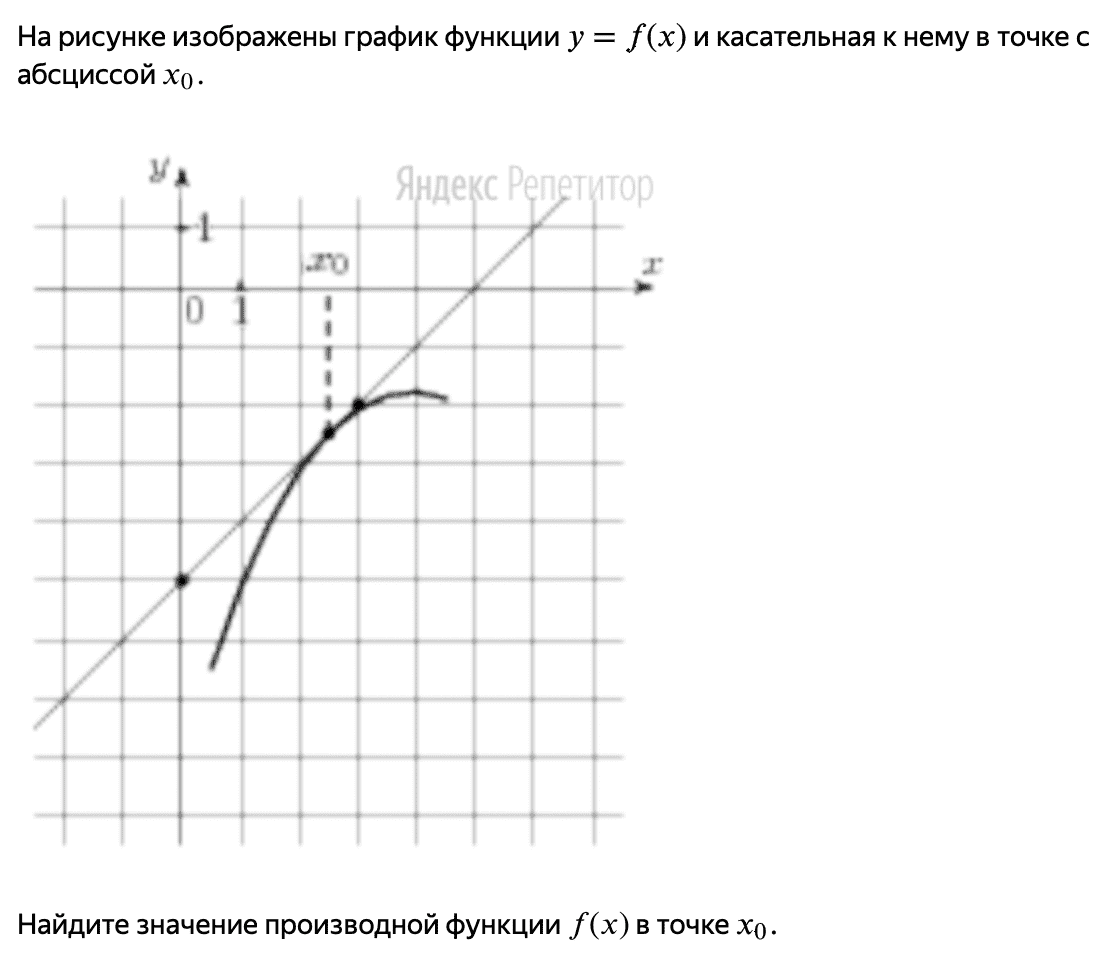 На рисунке изображены график функции y = f(x) и касательная к нему в точке с
абсциссой x₀.
y
Яндекс Репетитор
1
x₀
x
0 1
Найдите значение производной функции f(x) в точке x₀.